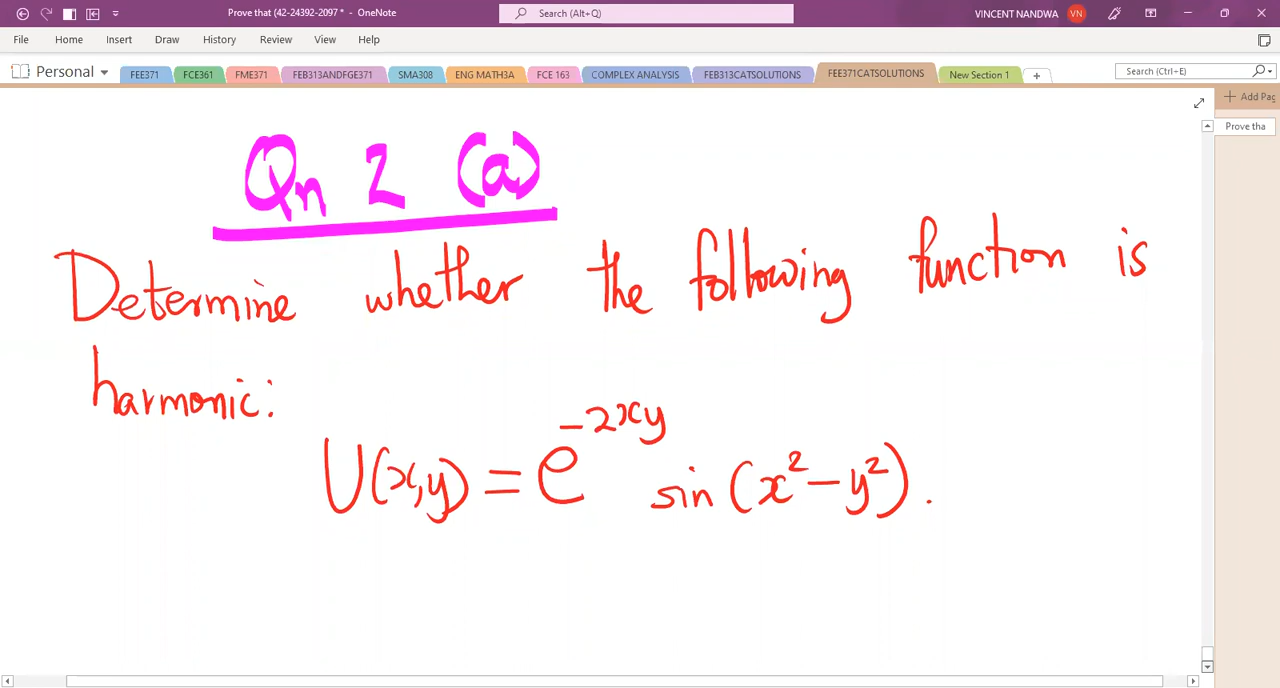 Prove that (42-24392-2097 * - OneNote
Search (Alt+Q)
VINCENT NANDWA
VN
File Home Insert Draw History Review View Help
Personal
FEE371 FCE361 FME371 FEB313ANDFGE371 SMA308 ENG MATH3A FCE 163 COMPLEX ANALYSIS FEB313CATSOLUTIONS FEE371CATSOLUTIONS New Section 1 +
Search (Ctrl+E)
+ Add Pag
Prove tha
Qn 2 (a)
Determine whether the following function is
harmonic:
U(x,y) = e^{-2xy} sin (x² - y²).